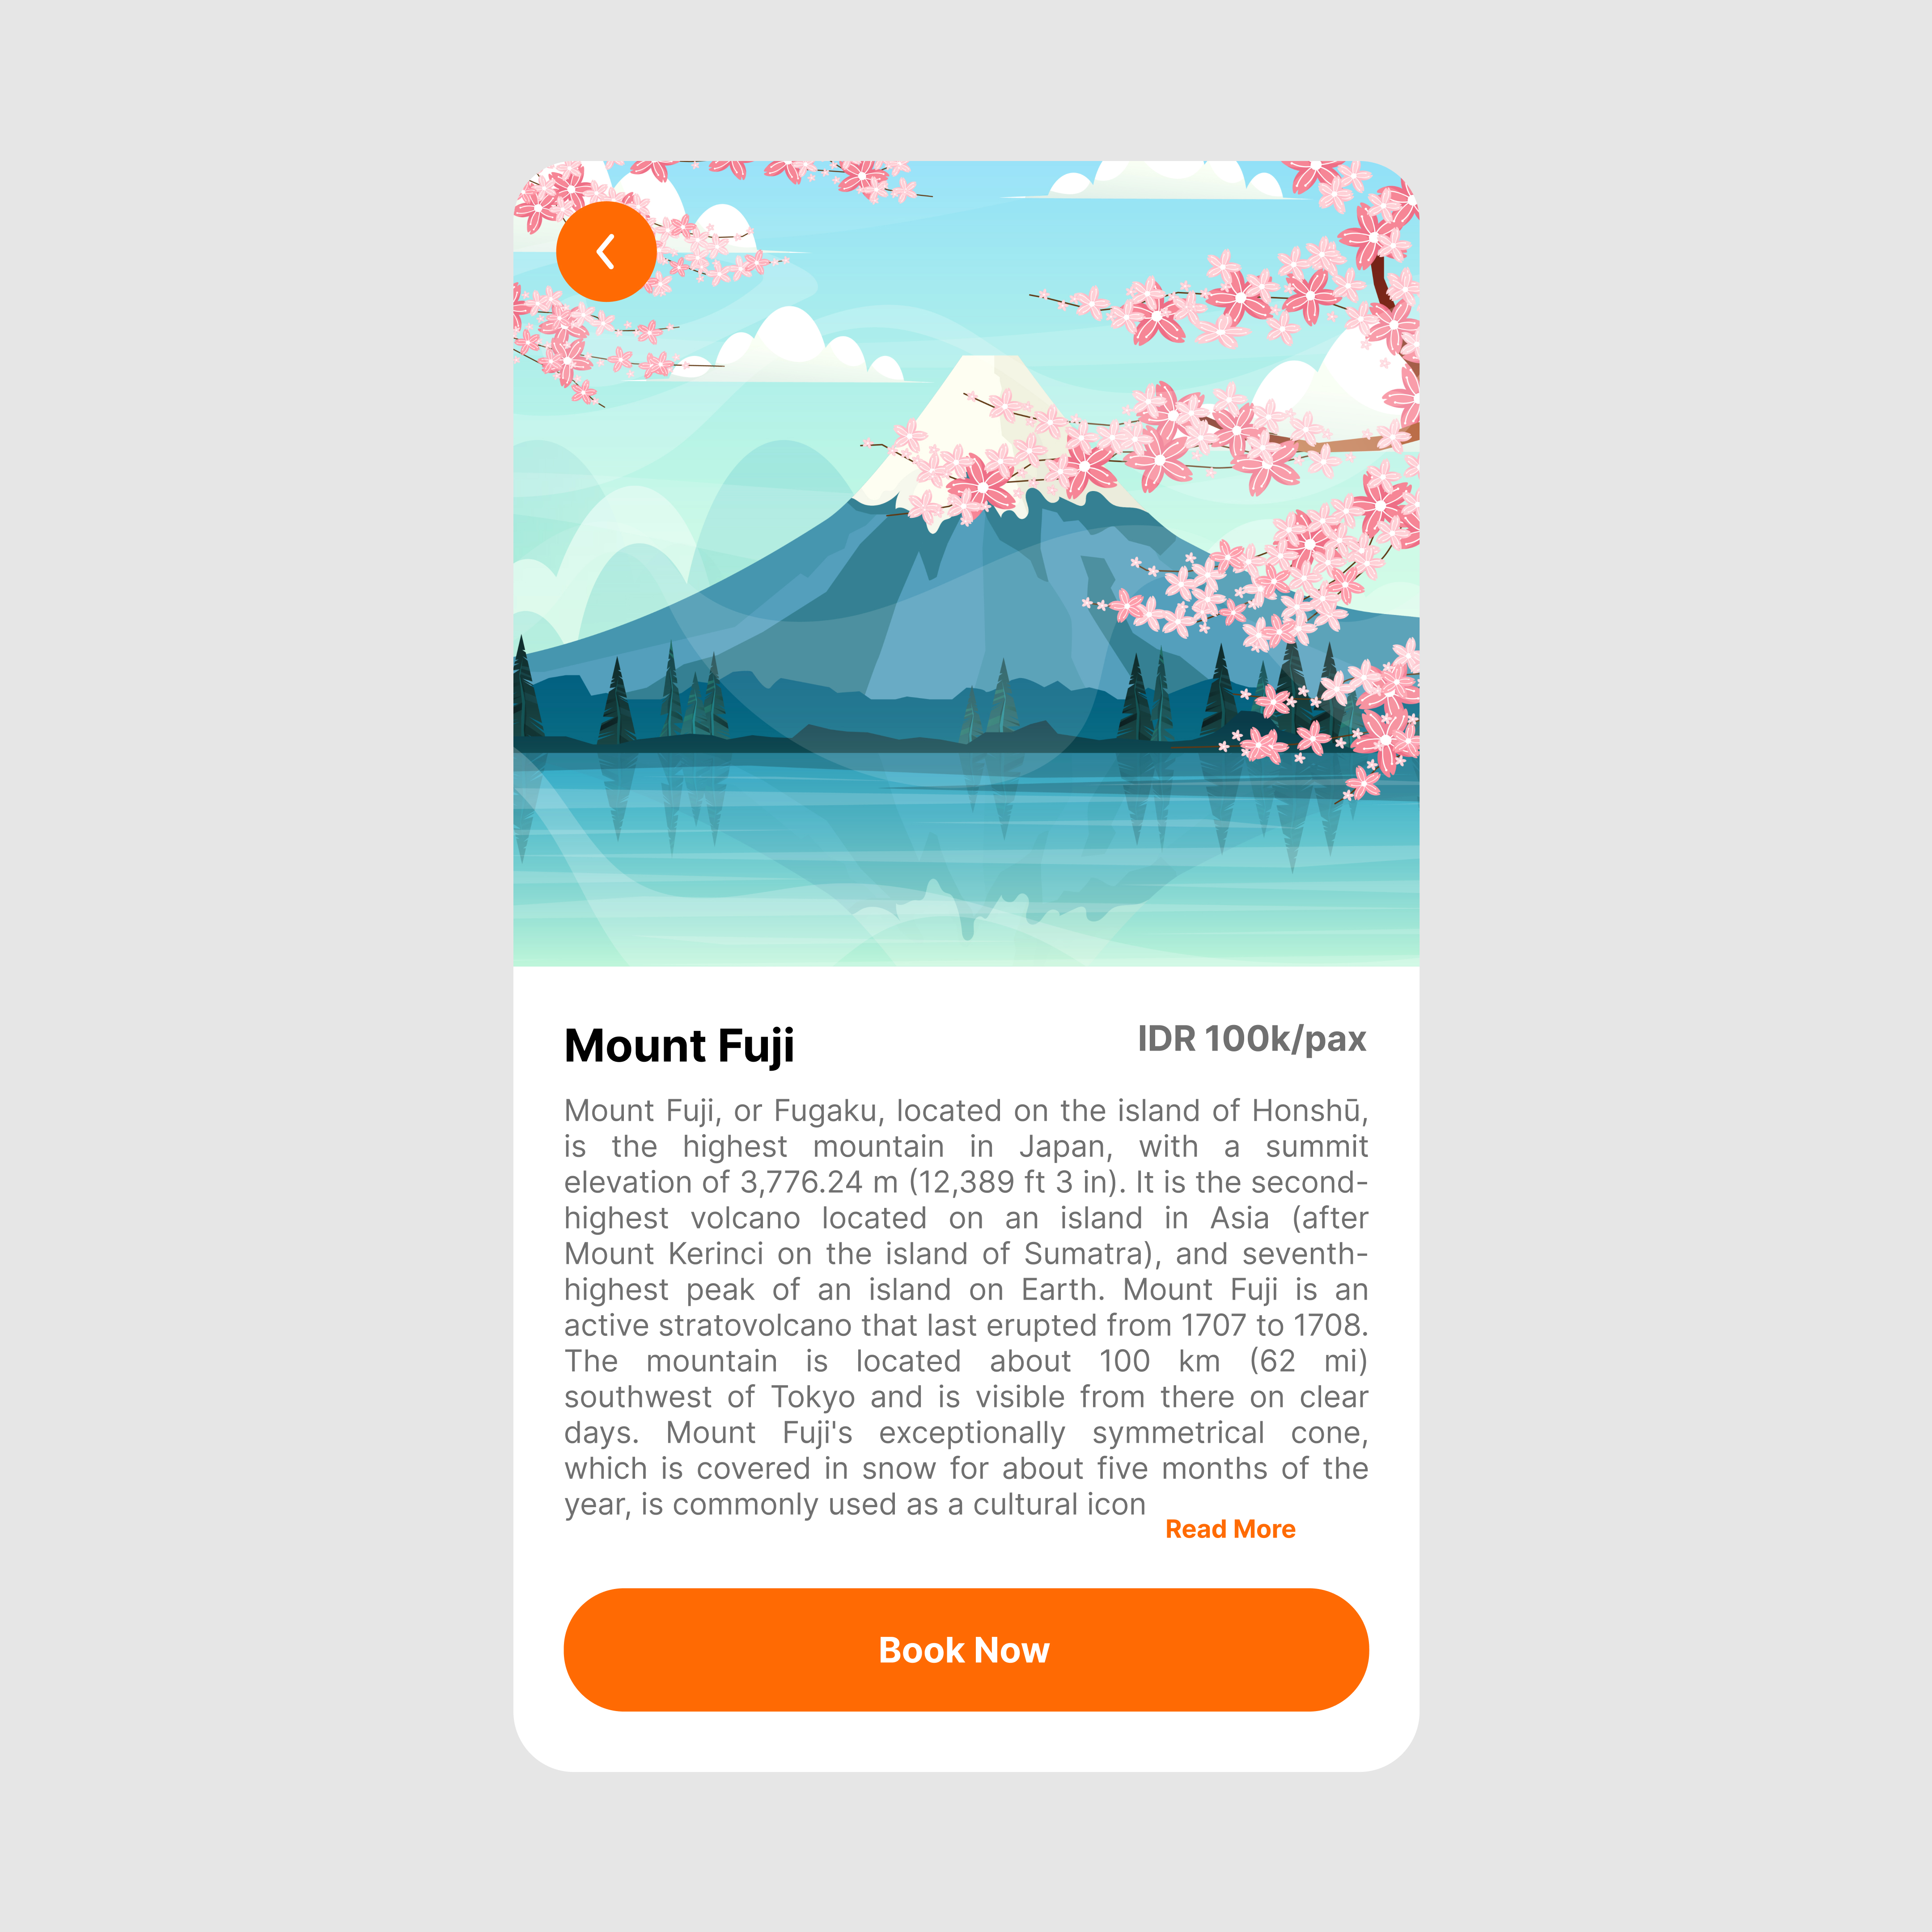 Mount Fuji
IDR 100k/pax
Mount Fuji, or Fugaku, located on the island of Honshū,
is the highest mountain in Japan, with a summit
elevation of 3,776.24 m (12,389 ft 3 in). It is the second-
highest volcano located on an island in Asia (after
Mount Kerinci on the island of Sumatra), and seventh-
highest peak of an island on Earth. Mount Fuji is an
active stratovolcano that last erupted from 1707 to 1708.
The mountain is located about 100 km (62 mi)
southwest of Tokyo and is visible from there on clear
days. Mount Fuji's exceptionally symmetrical cone,
which is covered in snow for about five months of the
year, is commonly used as a cultural icon
Read More
Book Now